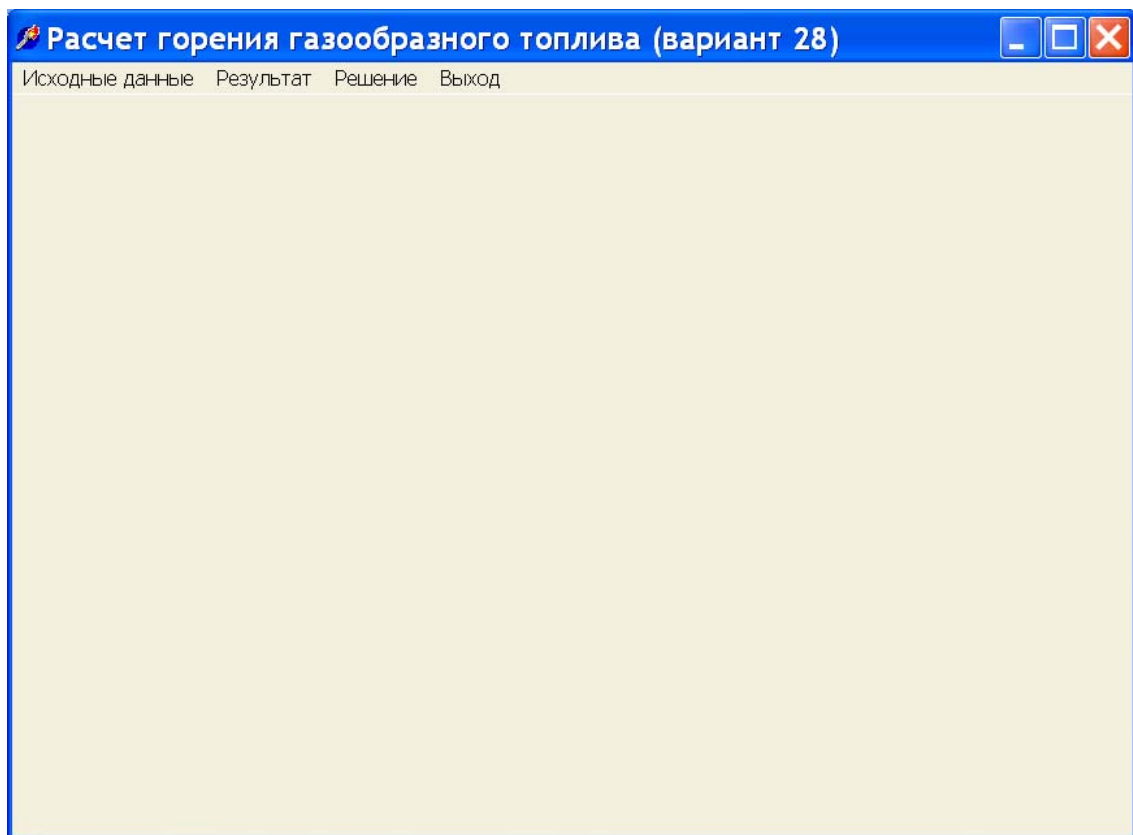 Расчет горения газообразного топлива (вариант 28)
Исходные данные Результат Решение Выход